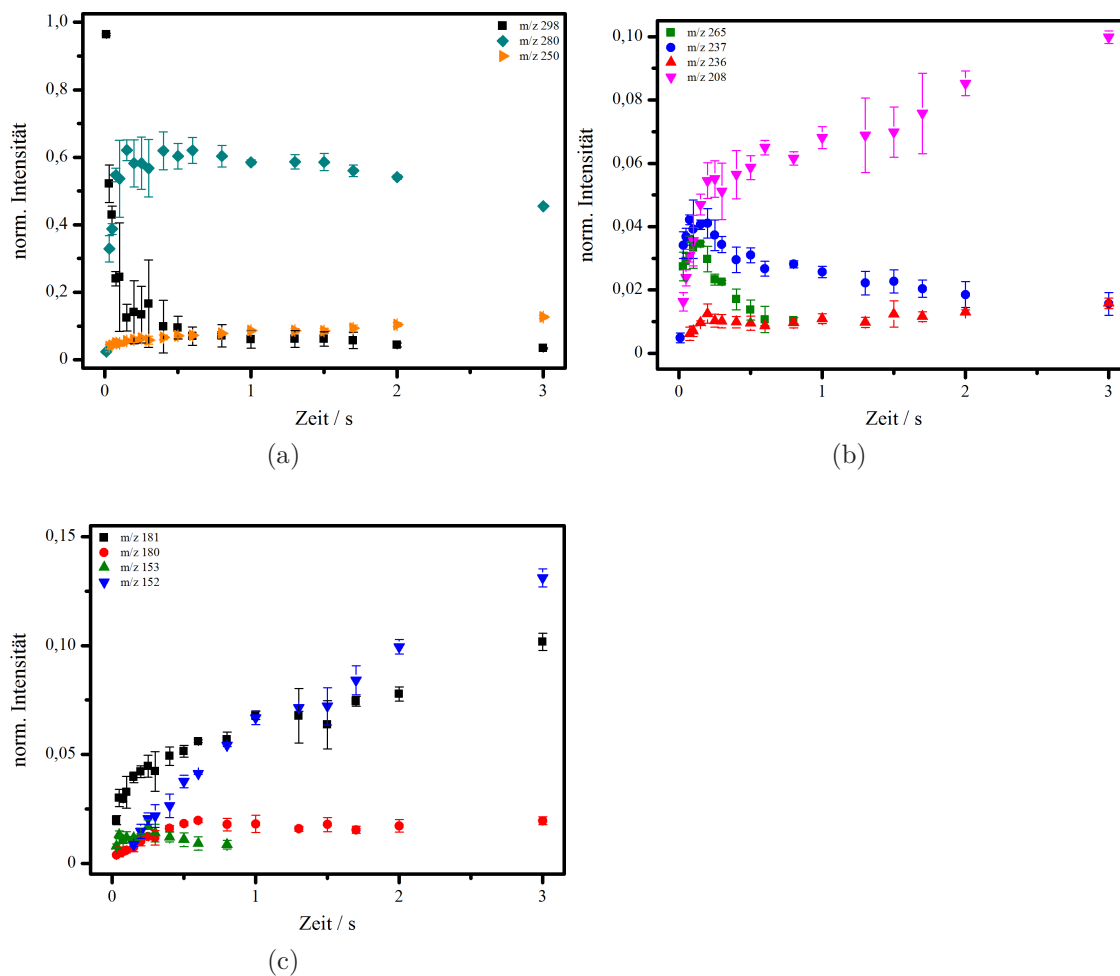 1,0
0,8
0,6
0,4
0,2
0
norm. Intensität
m/z 298
m/z 280
m/z 250
0
1
2
3
Zeit / s
(a)
0,10
0,08
0,06
0,04
0,02
0
norm. Intensität
m/z 265
m/z 237
m/z 236
m/z 208
0
1
2
3
Zeit / s
(b)
0,15
0,10
0,05
0
norm. Intensität
m/z 181
m/z 180
m/z 153
m/z 152
0
1
2
3
Zeit / s
(c)